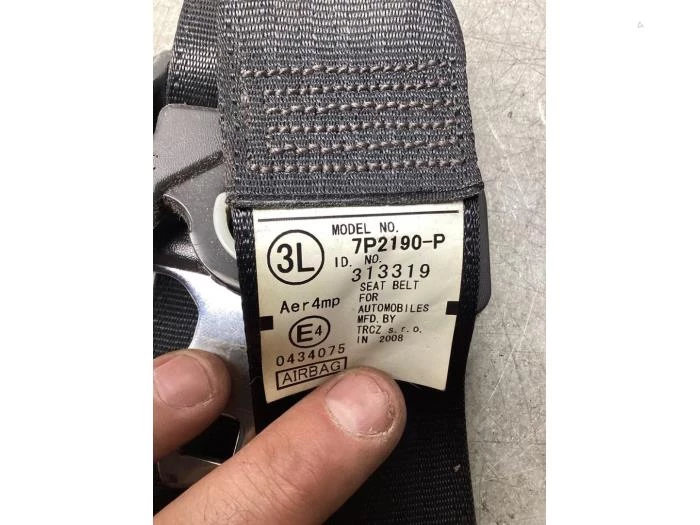 MODEL NO.
3L
7P2190-P
ID. NO.
313319
SEAT BELT
FOR
AUTOMOBILES
MFD. BY
TRCZ s.r.o.
IN 2008
Aer4mp
E4
0434075
AIRBAG